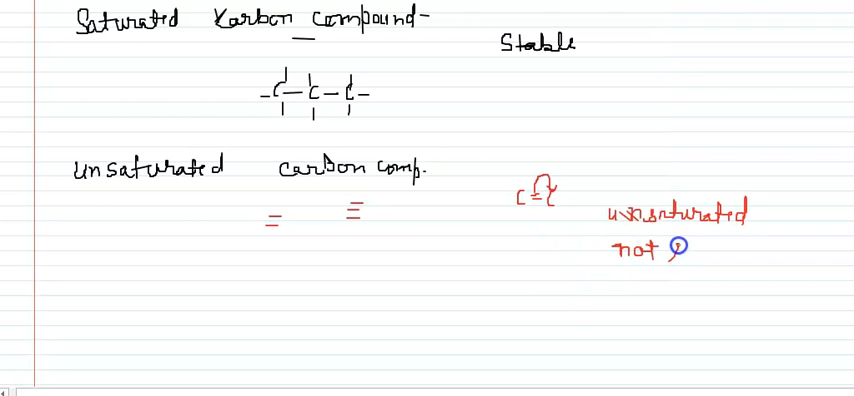 Saturated Karbon compound-
Stable
-C-C-C-
Unsaturated carbon comp.
= ≡
C=C
unsaturated
not